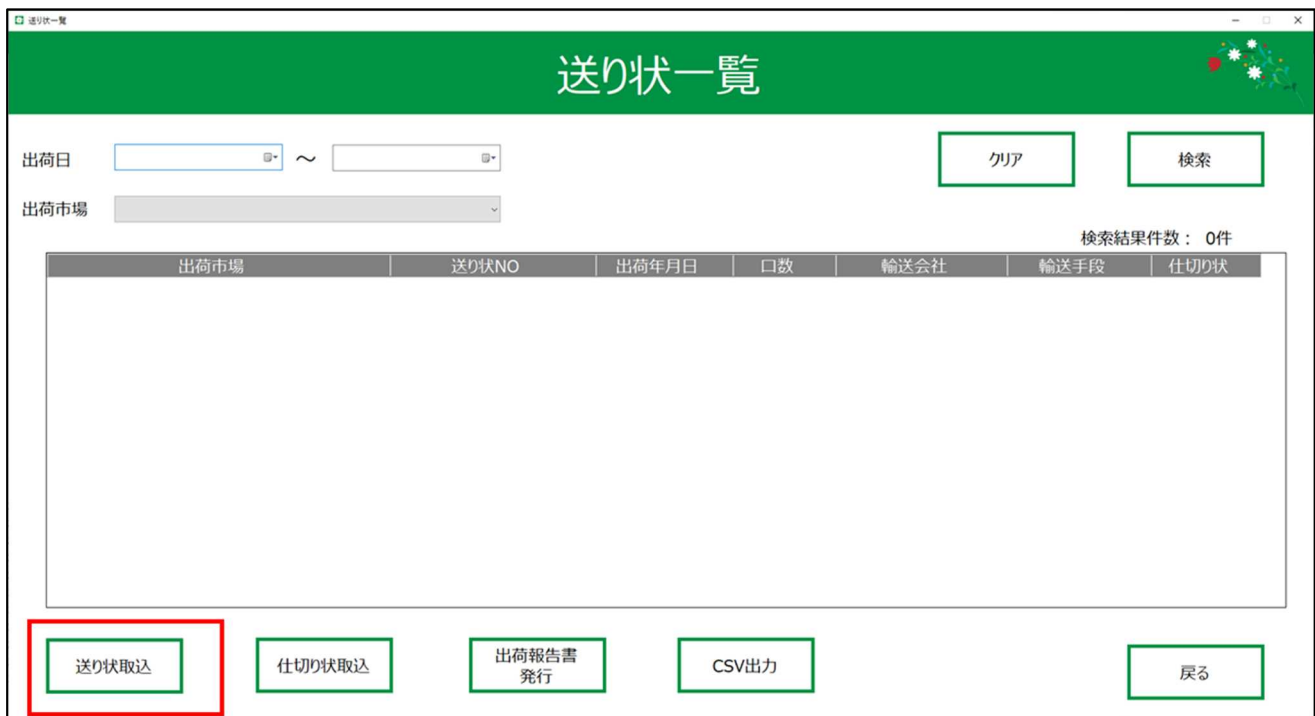 送り状一覧
送り状一覧
出荷日 ～
クリア
検索
出荷市場
検索結果件数： 0件
出荷市場 送り状NO 出荷年月日 口数 輸送会社 輸送手段 仕切り状
送り状取込
仕切り状取込
出荷報告書
発行
CSV出力
戻る